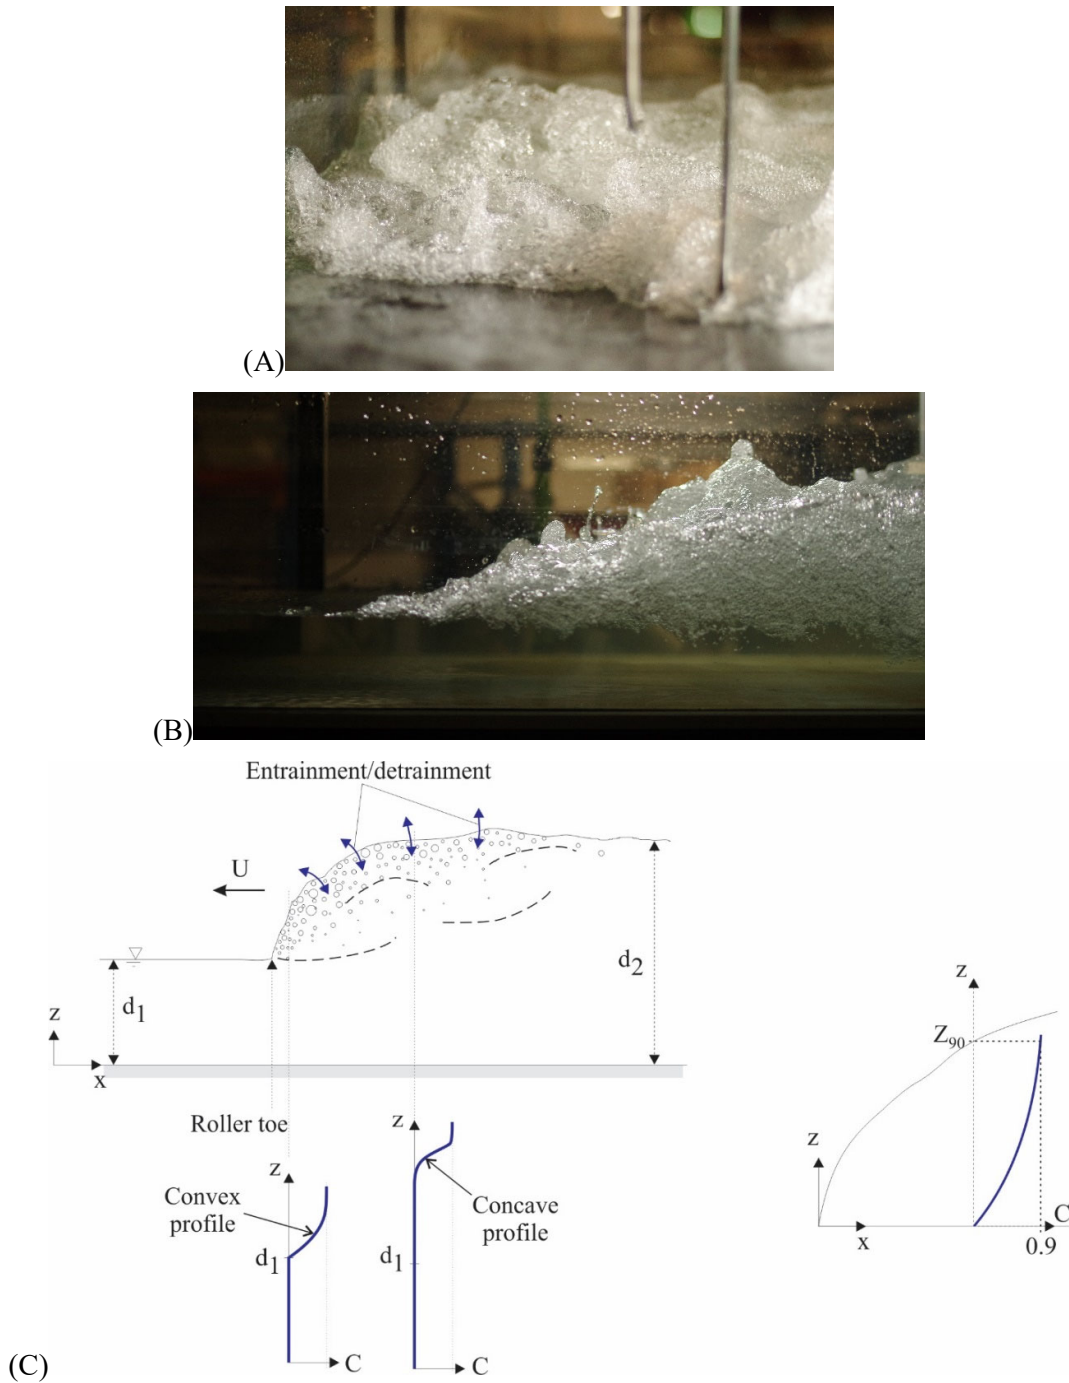 (A)
(B)
Entrainment/detrainment
U
d2
d1
z
x
Roller toe
z
Convex
profile
d1
C
z
Concave
profile
d1
C
z
Z90
z
x
C
0.9
(C)